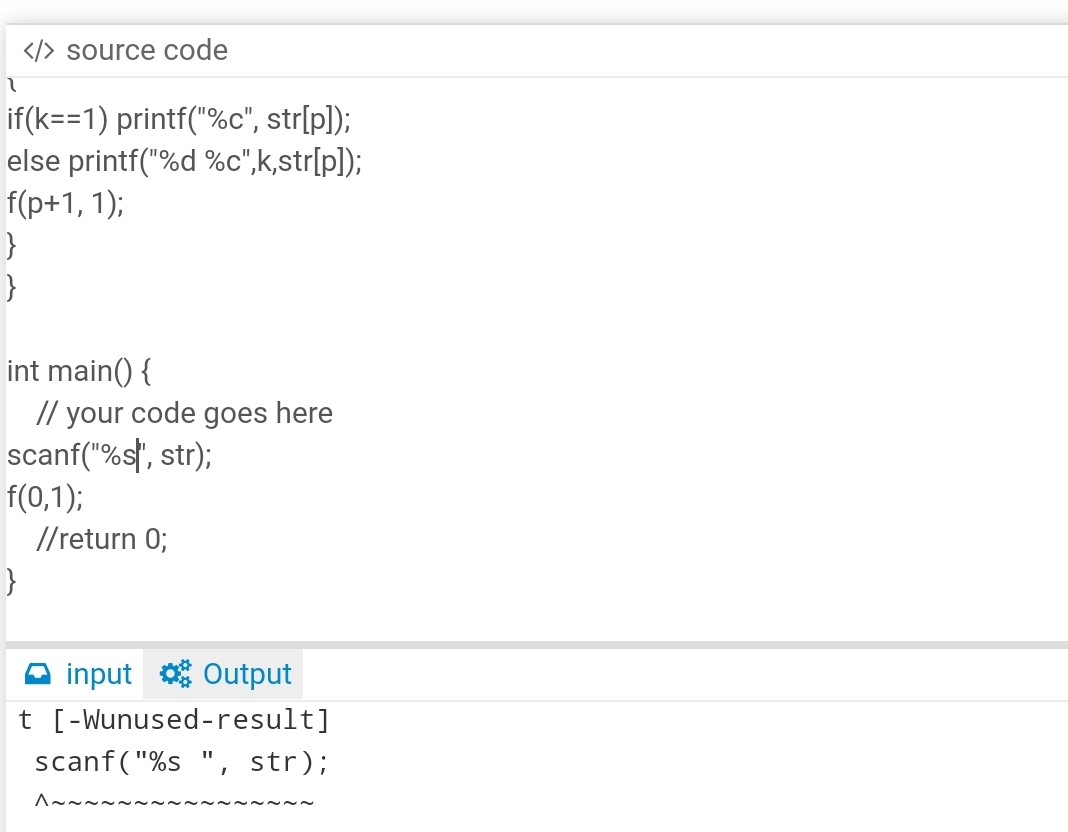 </> source code
{
if(k==1) printf("%c", str[p]);
else printf("%d %c",k,str[p]);
f(p+1, 1);
}
}
int main() {
// your code goes here
scanf("%s", str);
f(0,1);
//return 0;
}
input Output
t [-Wunused-result]
scanf("%s ", str);
^~~~~~~~~~~~~~~~~